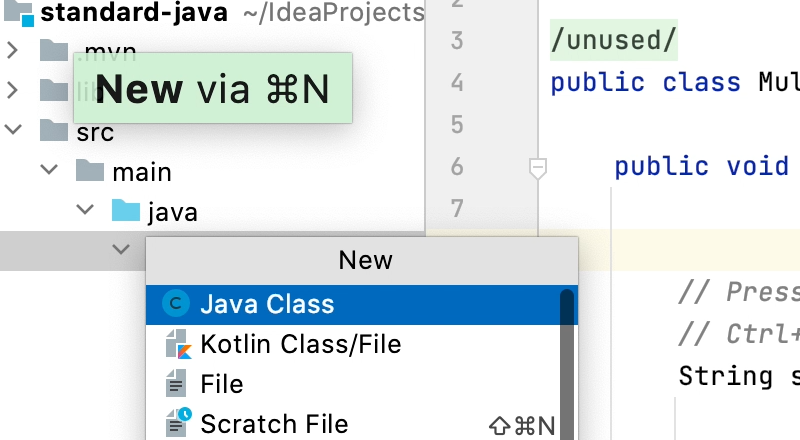 standard-java ~/IdeaProjects
.mvn
New via ⌘N
src
main
java
New
Java Class
Kotlin Class/File
File
Scratch File ⇧⌘N
2
3 /unused/
4 public class Mul
5
6 public void
7
// Press
// Ctrl+
String s